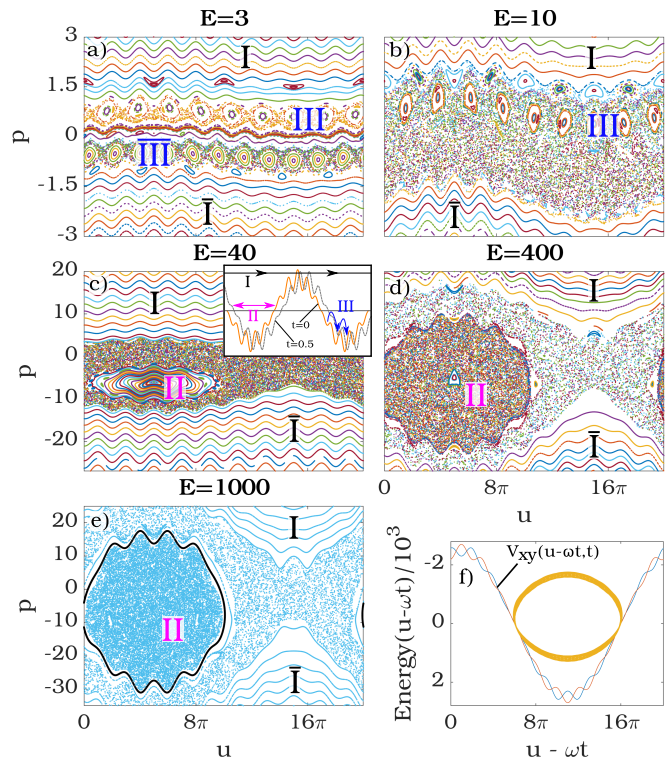 E=3
E=10
a)
I
III
III
I
3
1.5
0
-1.5
-3
p
b)
I
III
I
E=40
E=400
c)
I
II
I
20
10
0
-10
-20
p
I
II
III
t=0
t=0.5
d)
I
II
I
0
8π
16π
u
E=1000
e)
I
II
I
20
10
0
-10
-20
-30
p
0
8π
16π
u
f)
Vxy(u-ωt,t)
Energy(u-ωt)/10³
-2
0
2
0
8π
16π
u - ωt